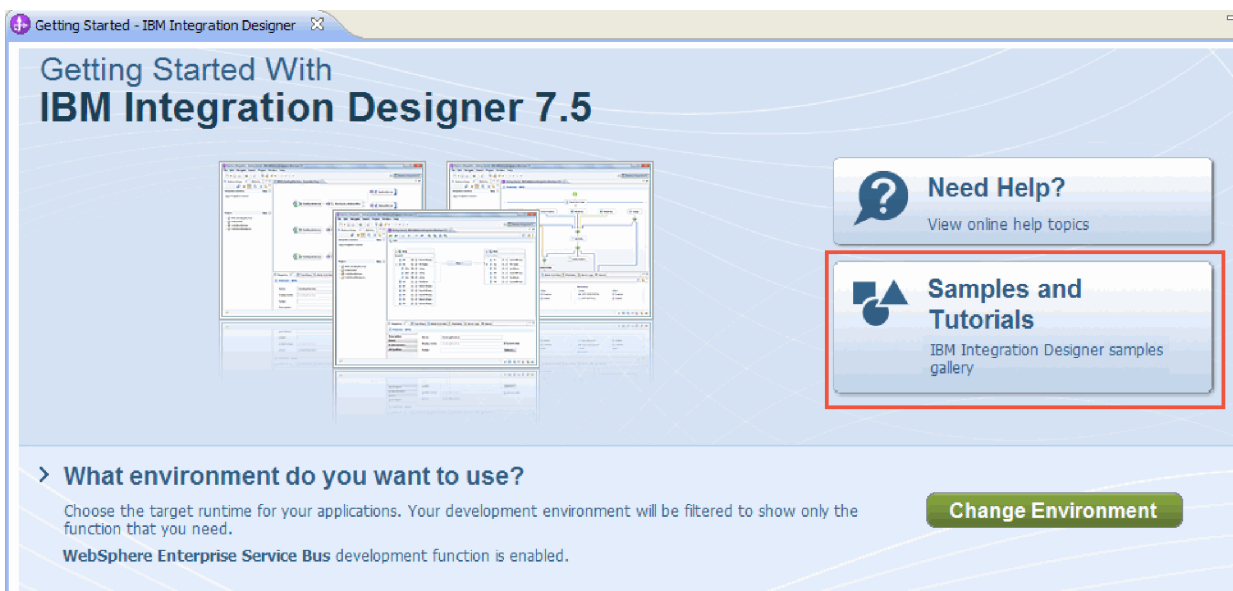 Getting Started - IBM Integration Designer
Getting Started With
IBM Integration Designer 7.5
Need Help?
View online help topics
Samples and
Tutorials
IBM Integration Designer samples
gallery
What environment do you want to use?
Choose the target runtime for your applications. Your development environment will be filtered to show only the
function that you need.
WebSphere Enterprise Service Bus development function is enabled.
Change Environment